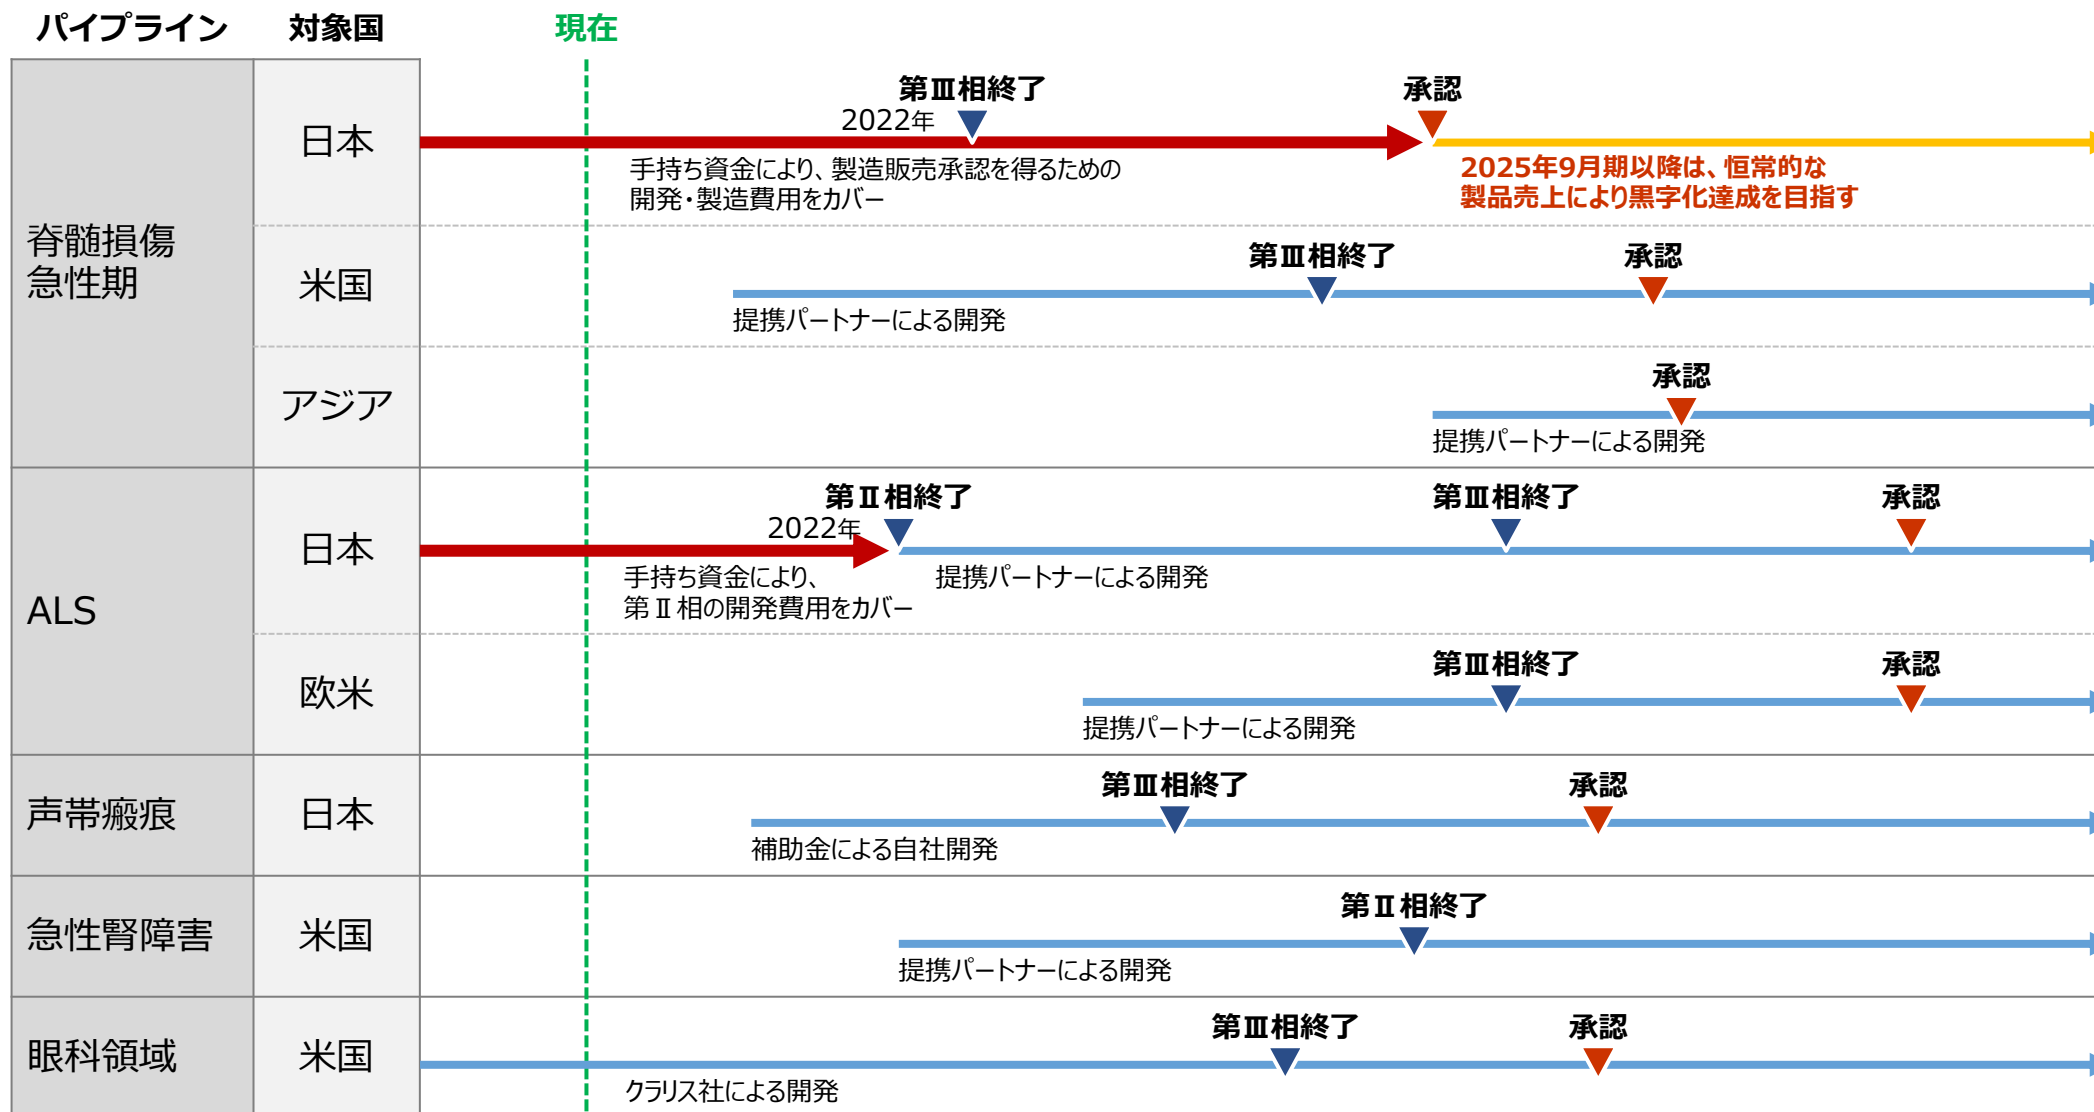 パイプライン
対象国
現在
脊髄損傷
急性期
日本
第Ⅲ相終了
2022年
承認
手持ち資金により、製造販売承認を得るための
開発・製造費用をカバー
2025年9月期以降は、恒常的な
製品売上により黒字化達成を目指す
米国
第Ⅲ相終了
承認
提携パートナーによる開発
アジア
承認
提携パートナーによる開発
ALS
日本
第Ⅱ相終了
2022年
第Ⅲ相終了
承認
手持ち資金により、
第Ⅱ相の開発費用をカバー
提携パートナーによる開発
欧米
第Ⅲ相終了
承認
提携パートナーによる開発
声帯瘢痕
日本
第Ⅲ相終了
承認
補助金による自社開発
急性腎障害
米国
第Ⅱ相終了
提携パートナーによる開発
眼科領域
米国
第Ⅲ相終了
承認
クラリス社による開発